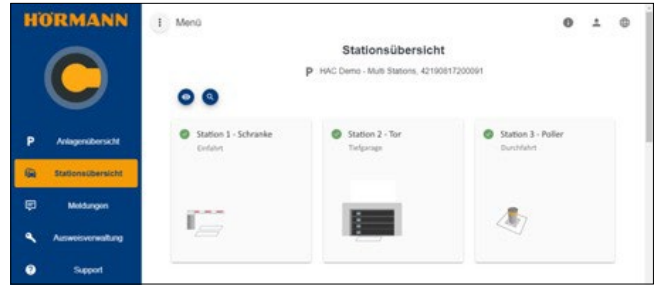 HÖRMANN
Menü
Stationsübersicht
P HAC Demo - Multi Stations, 42190817200091
P Anlagenübersicht
Stationsübersicht
Meldungen
Ausweisverwaltung
Support
Station 1 - Schranke
Einfahrt
Station 2 - Tor
Tiefgarage
Station 3 - Poller
Durchfahrt